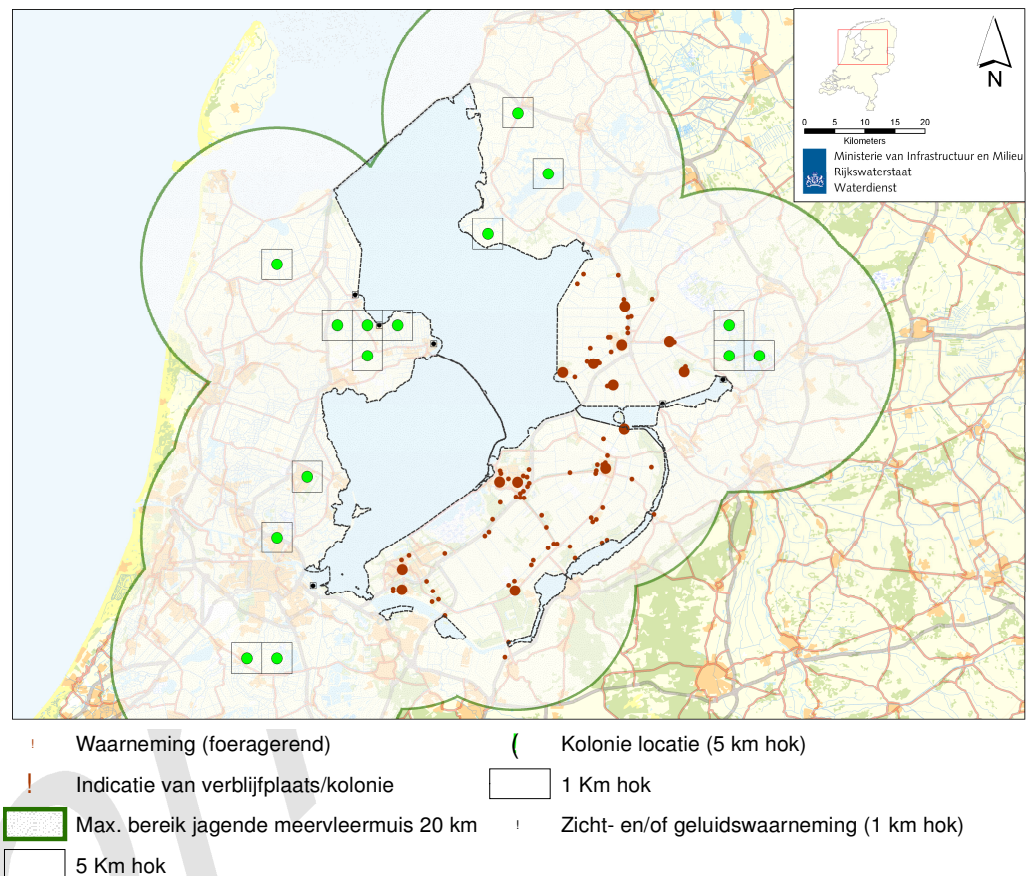 N
0 5 10 15 20
Kilometers
Ministerie van Infrastructuur en Milieu
Rijkswaterstaat
Waterdienst
! Waarneming (foeragerend)
! Indicatie van verblijfplaats/kolonie
Max. bereik jagende meervleermuis 20 km
5 Km hok
( Kolonie locatie (5 km hok)
1 Km hok
! Zicht- en/of geluidswaarneming (1 km hok)